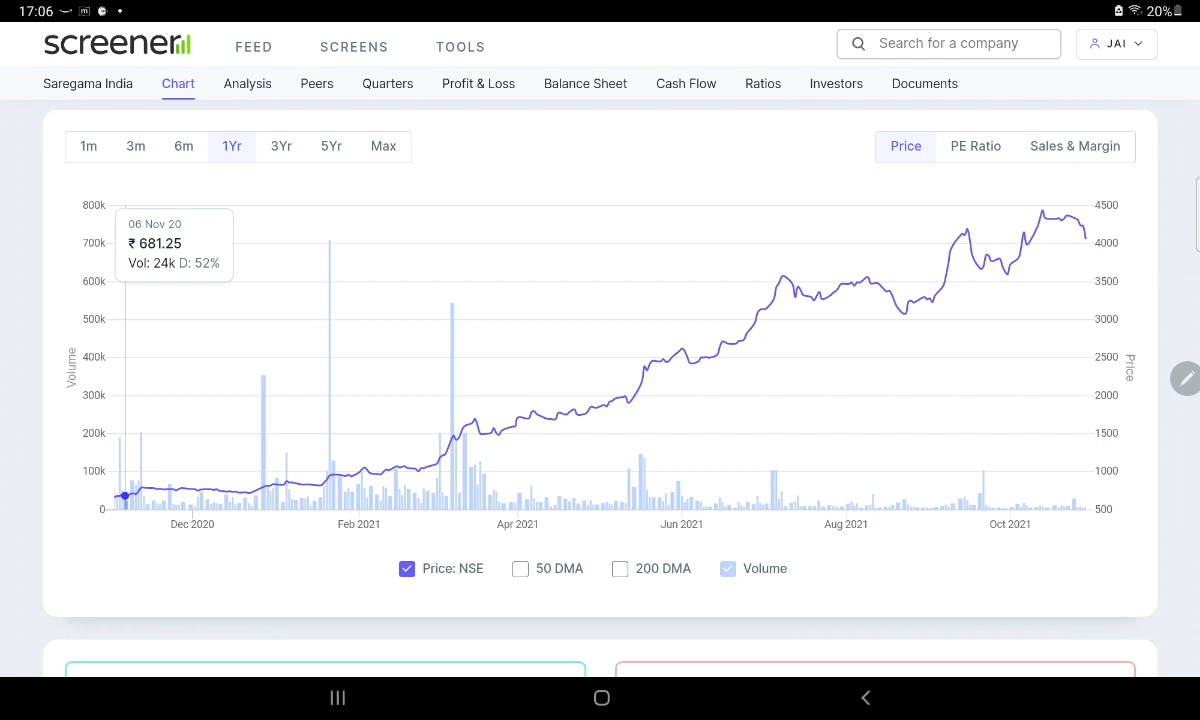 17:06 20%
screener FEED SCREENS TOOLS Search for a company JAI
Saregama India Chart Analysis Peers Quarters Profit & Loss Balance Sheet Cash Flow Ratios Investors Documents
1m 3m 6m 1Yr 3Yr 5Yr Max Price PE Ratio Sales & Margin
800k 4500
06 Nov 20
700k ₹ 681.25 4000
Vol: 24k D: 52%
600k 3500
500k 3000
400k 2500
Volume Price
300k 2000
200k 1500
100k 1000
0 500
Dec 2020 Feb 2021 Apr 2021 Jun 2021 Aug 2021 Oct 2021
Price: NSE 50 DMA 200 DMA Volume